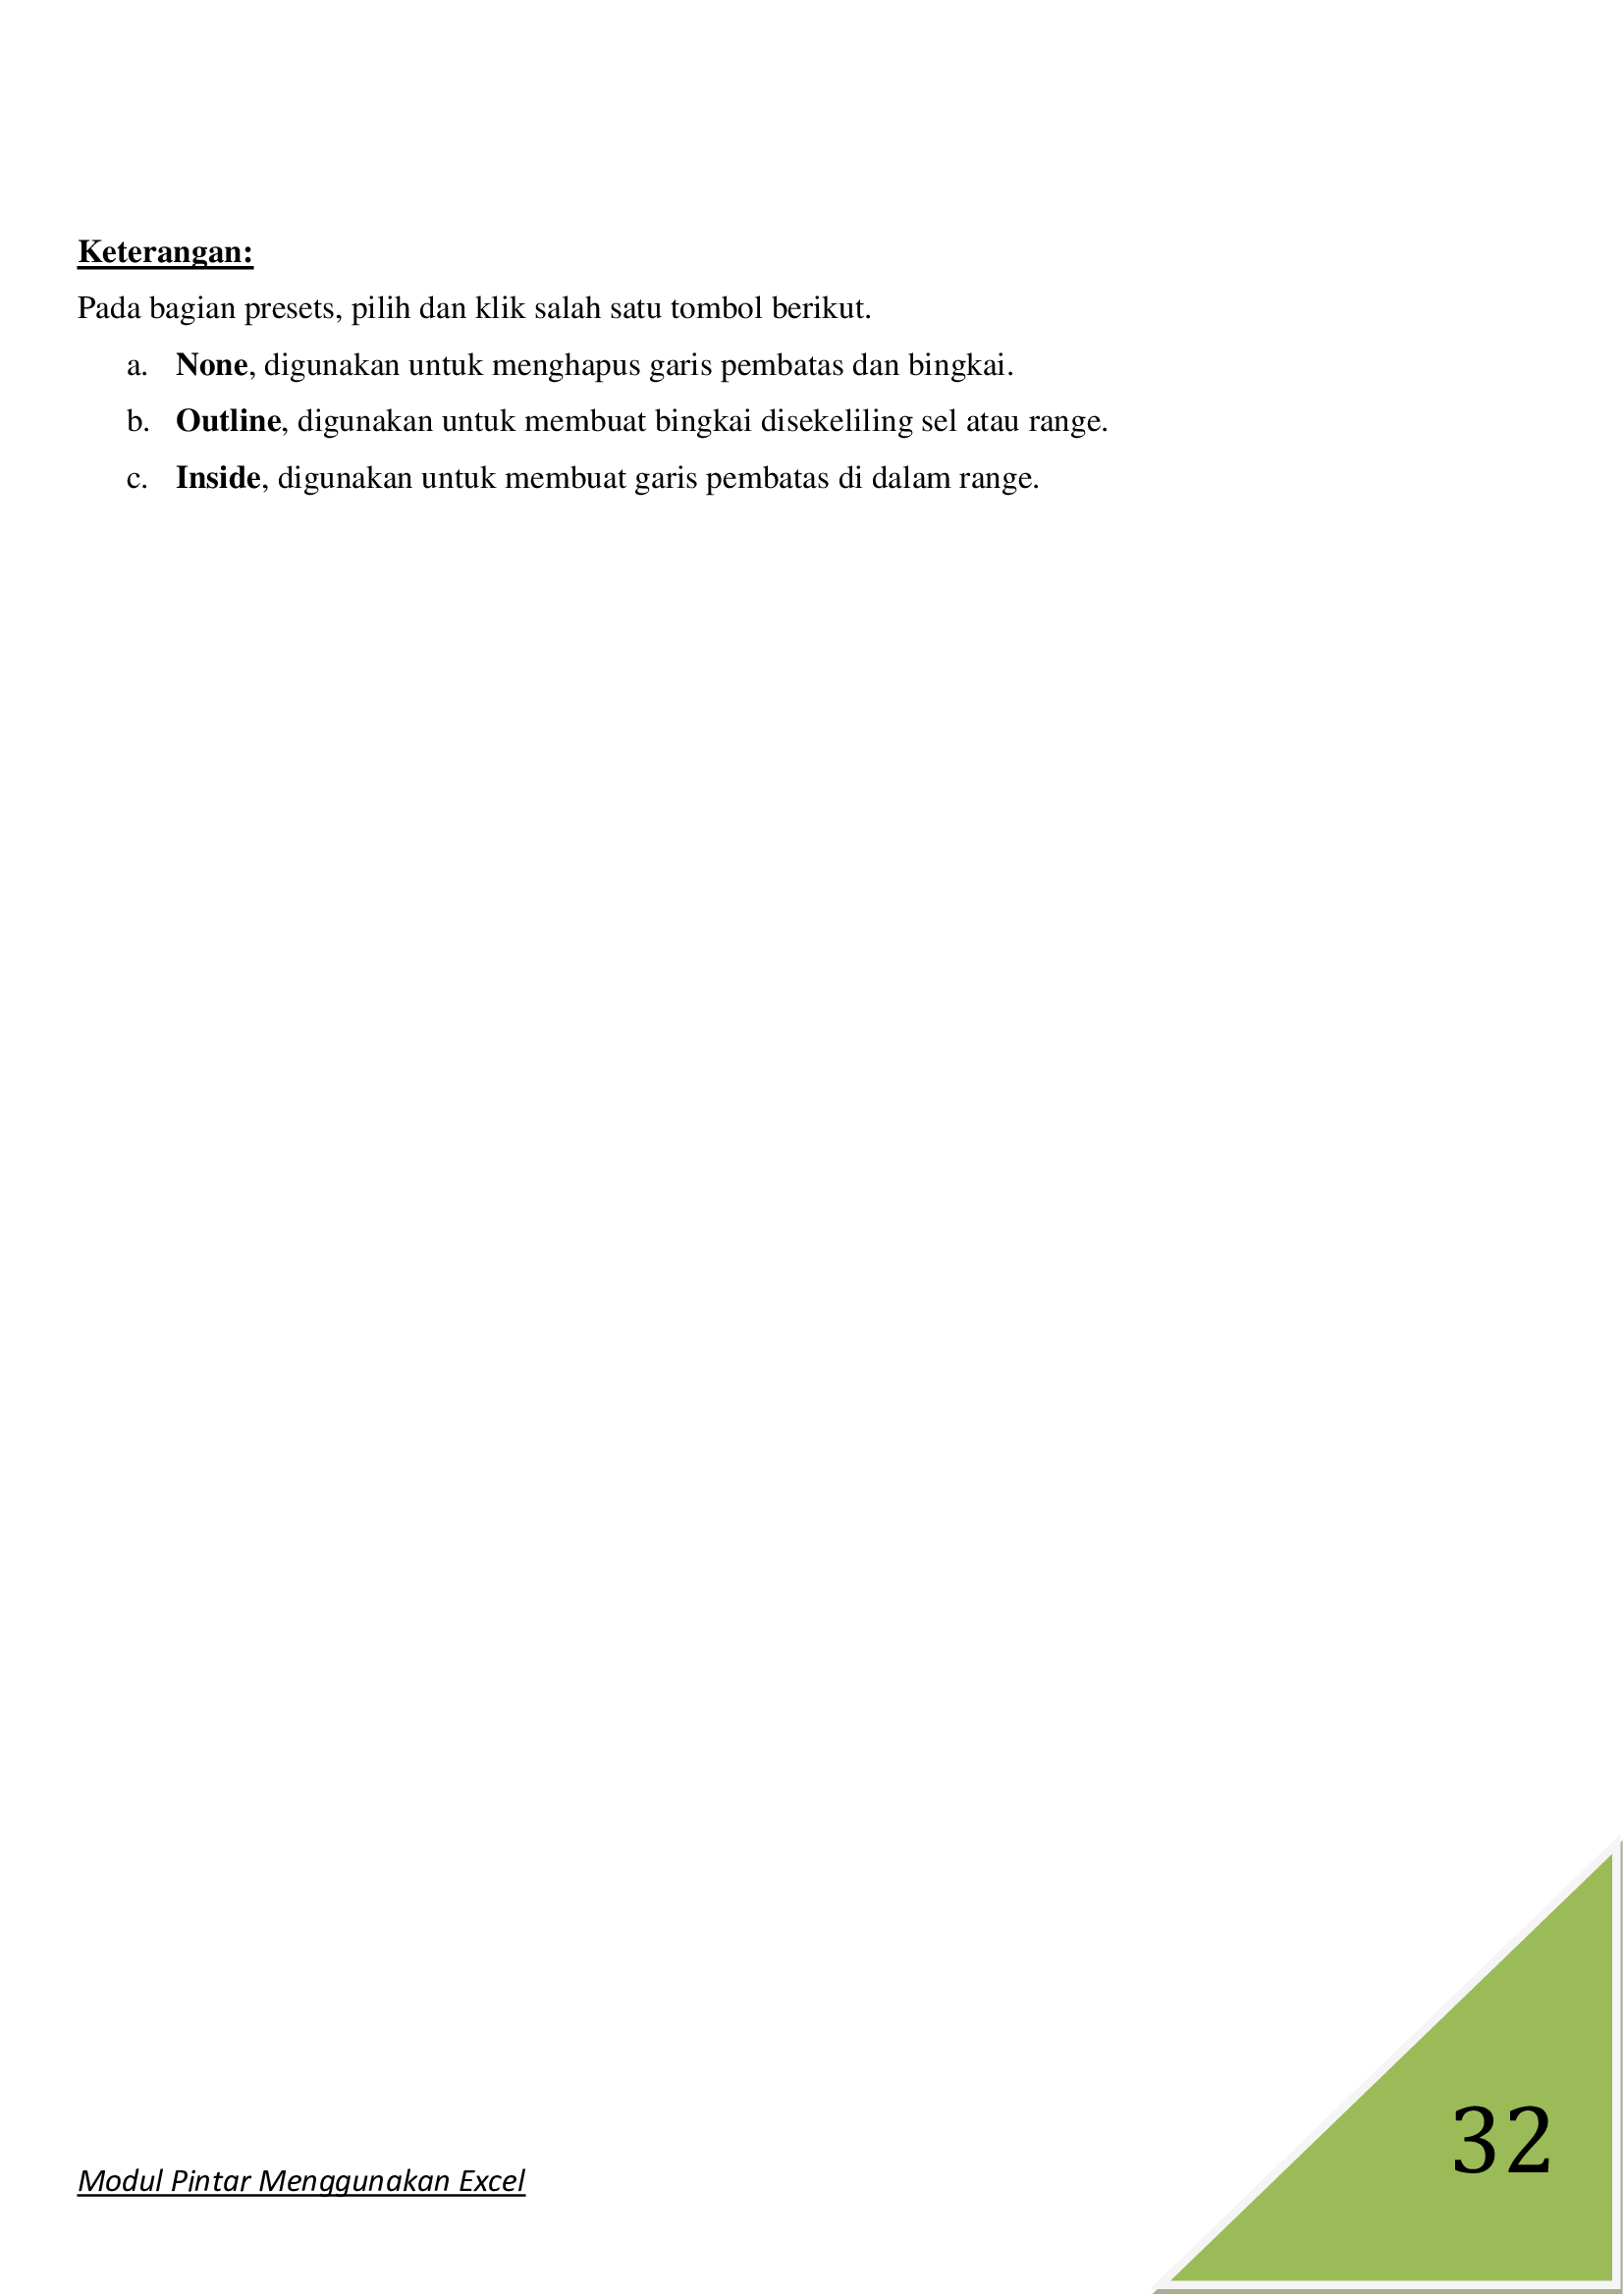 Keterangan:
Pada bagian presets, pilih dan klik salah satu tombol berikut.
a. None, digunakan untuk menghapus garis pembatas dan bingkai.
b. Outline, digunakan untuk membuat bingkai disekeliling sel atau range.
c. Inside, digunakan untuk membuat garis pembatas di dalam range.
32
Modul Pintar Menggunakan Excel